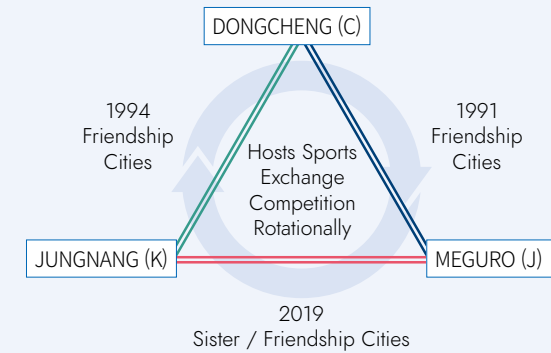 DONGCHENG (C)
1994
Friendship
Cities
1991
Friendship
Cities
Hosts Sports
Exchange
Competition
Rotationally
JUNGNANG (K)
MEGURO (J)
2019
Sister / Friendship Cities